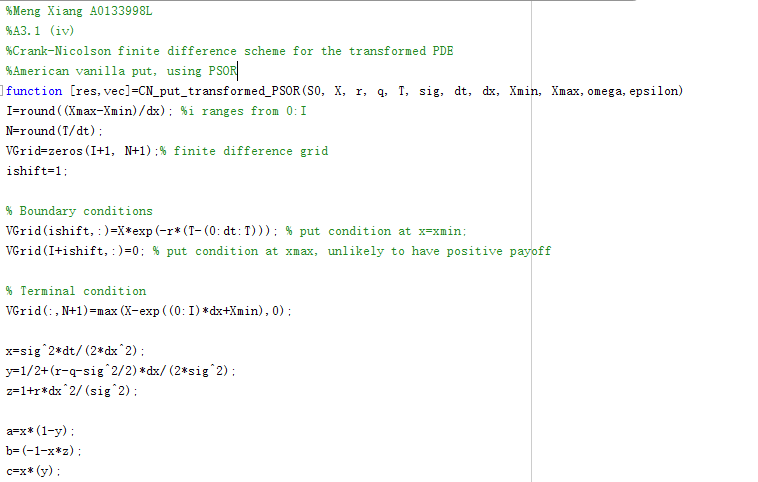 %Meng Xiang A0133998L
%A3.1 (iv)
%Crank-Nicolson finite difference scheme for the transformed PDE
%American vanilla put, using PSOR
function [res,vec]=CN_put_transformed_PSOR(S0, X, r, q, T, sig, dt, dx, Xmin, Xmax,omega,epsilon)
I=round((Xmax-Xmin)/dx); %i ranges from 0:I
N=round(T/dt);
VGrid=zeros(I+1, N+1);% finite difference grid
ishift=1;
% Boundary conditions
VGrid(ishift,:)=X*exp(-r*(T-(0:dt:T))); % put condition at x=xmin;
VGrid(I+ishift,:)=0; % put condition at xmax, unlikely to have positive payoff
% Terminal condition
VGrid(:,N+1)=max(X-exp((0:I)*dx+Xmin),0);
x=sig^2*dt/(2*dx^2);
y=1/2+(r-q-sig^2/2)*dx/(2*sig^2);
z=1+r*dx^2/(sig^2);
a=x*(1-y);
b=(-1-x*z);
c=x*(y);